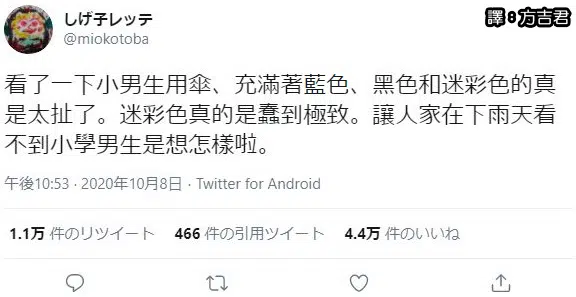 譯:方吉君
しげ子レッテ
@miokotoba
看了一下小男生用傘、充滿著藍色、黑色和迷彩色的真
是太扯了。迷彩色真的是蠢到極致。讓人家在下雨天看
不到小學男生是想怎樣啦。
午後10:53 · 2020年10月8日 · Twitter for Android
1.1万 件のリツイート 466 件の引用ツイート 4.4万 件のいいね